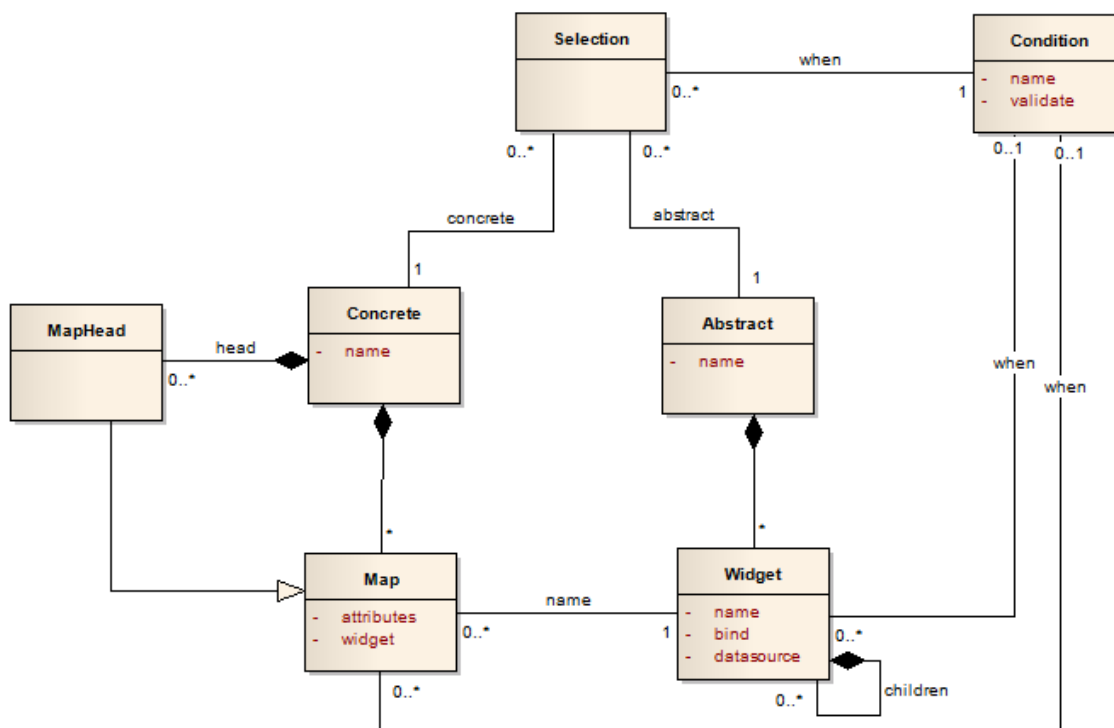 Selection
Condition
- name
- validate
when
0..*
1
0..1
0..1
0..*
0..*
concrete
abstract
1
1
MapHead
Concrete
- name
Abstract
- name
head
0..*
when
when
*
*
Map
- attributes
- widget
name
0..*
1
Widget
- name
- bind
- datasource
0..*
0..*
0..*
children